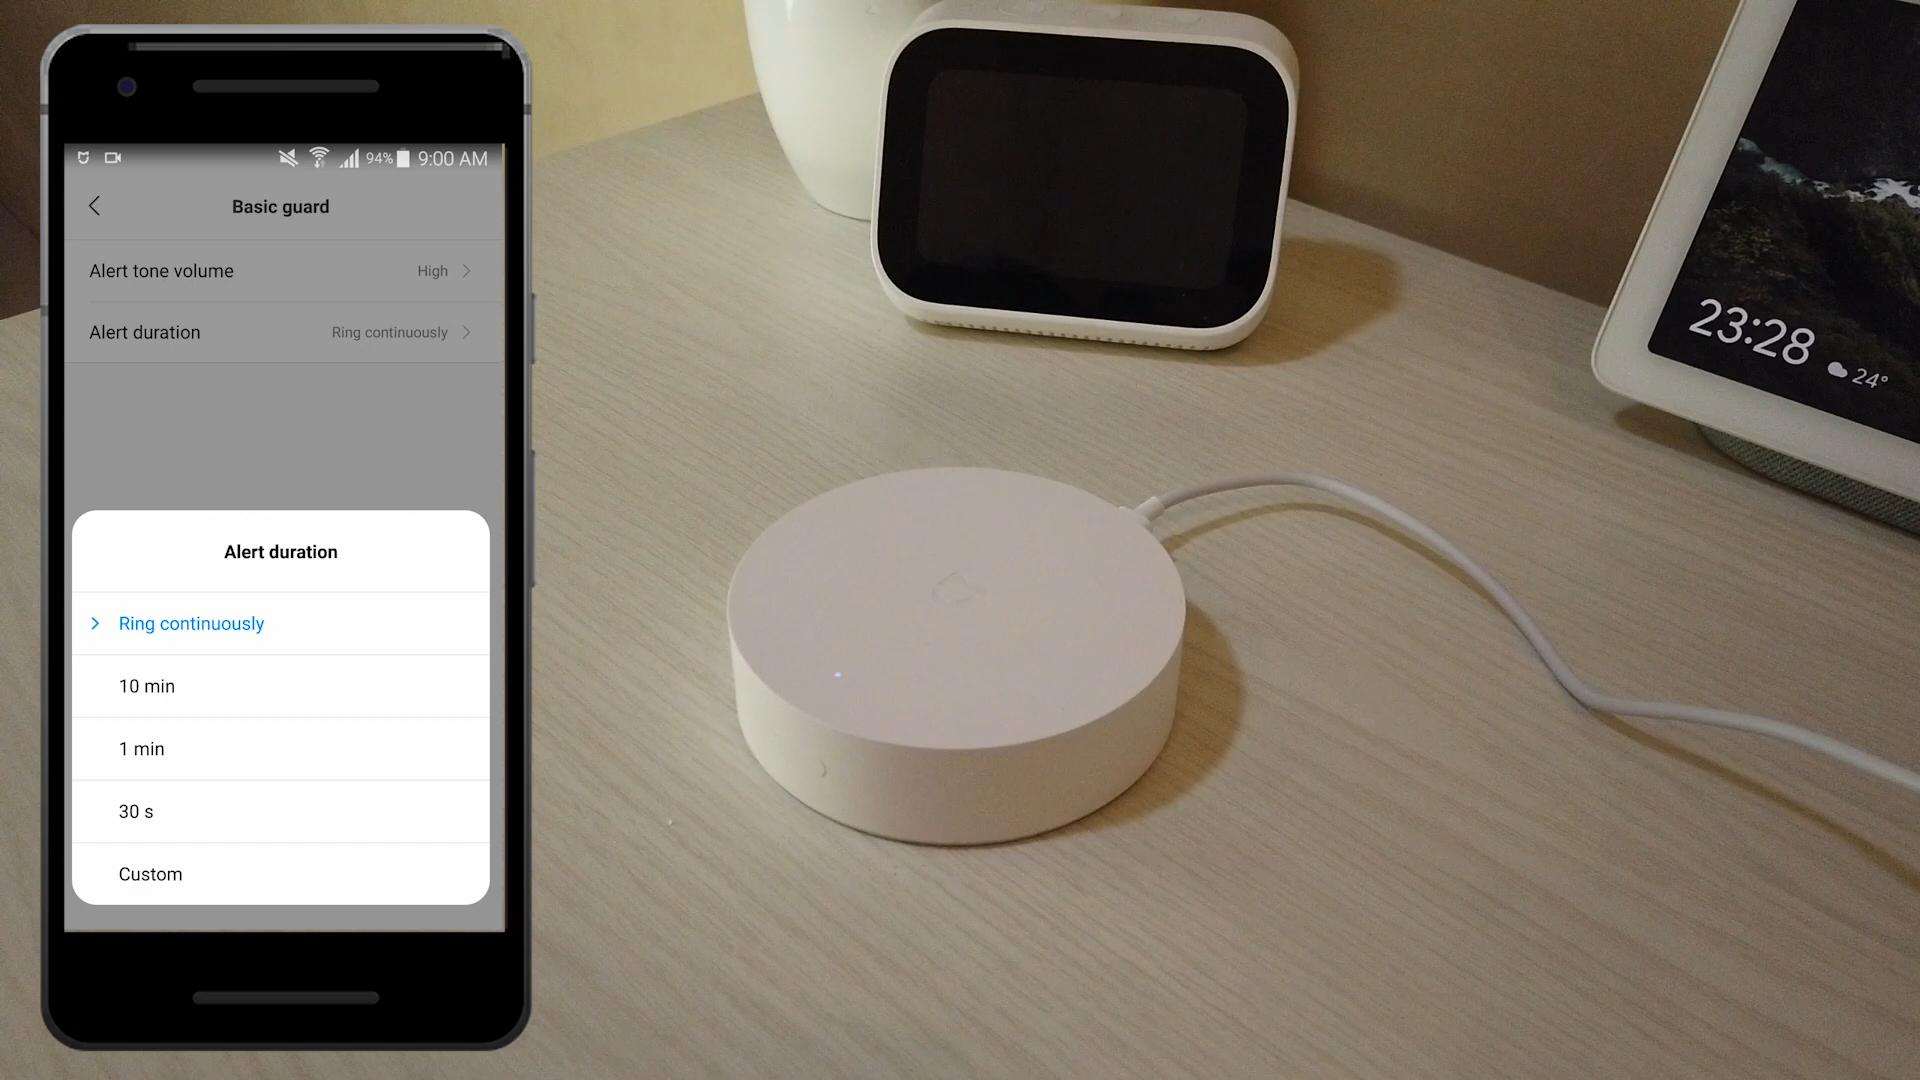 94% 9:00 AM
Basic guard
Alert tone volume High
Alert duration Ring continuously
Alert duration
Ring continuously
10 min
1 min
30 s
Custom
23:28
24°